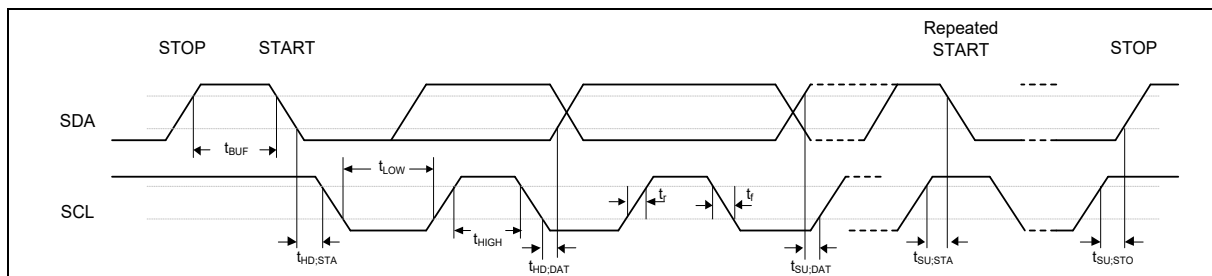 STOP
START
Repeated
START
STOP
SDA
tBUF
tLOW
SCL
tr
tf
tHIGH
tHD;STA
tHD;DAT
tSU;DAT
tSU;STA
tSU;STO